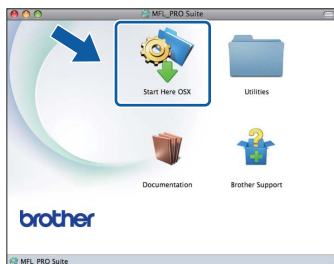 MFL_PRO Suite
Start Here OSX
Utilities
Documentation
Brother Support
brother
MFL_PRO Suite